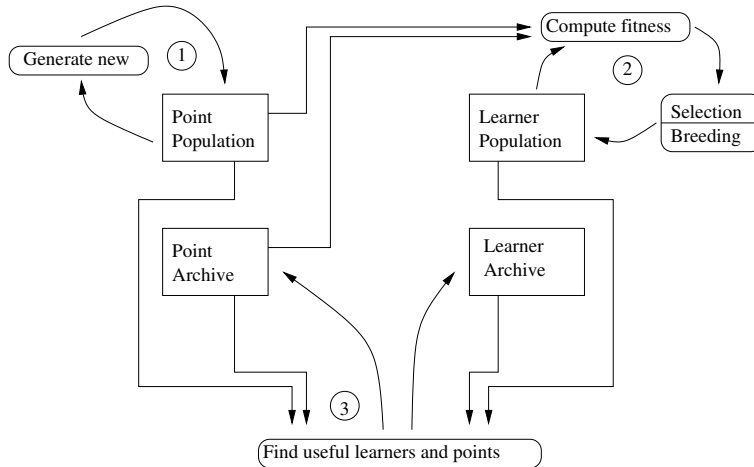 Generate new
1
Compute fitness
2
Point
Population
Learner
Population
Selection
Breeding
Point
Archive
Learner
Archive
3
Find useful learners and points